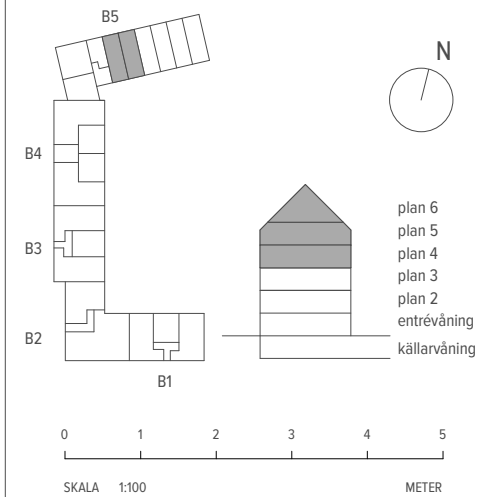 B5
N
B4
B3
B2
B1
plan 6
plan 5
plan 4
plan 3
plan 2
entrévåning
källarvåning
0 1 2 3 4 5
SKALA 1:100 METER